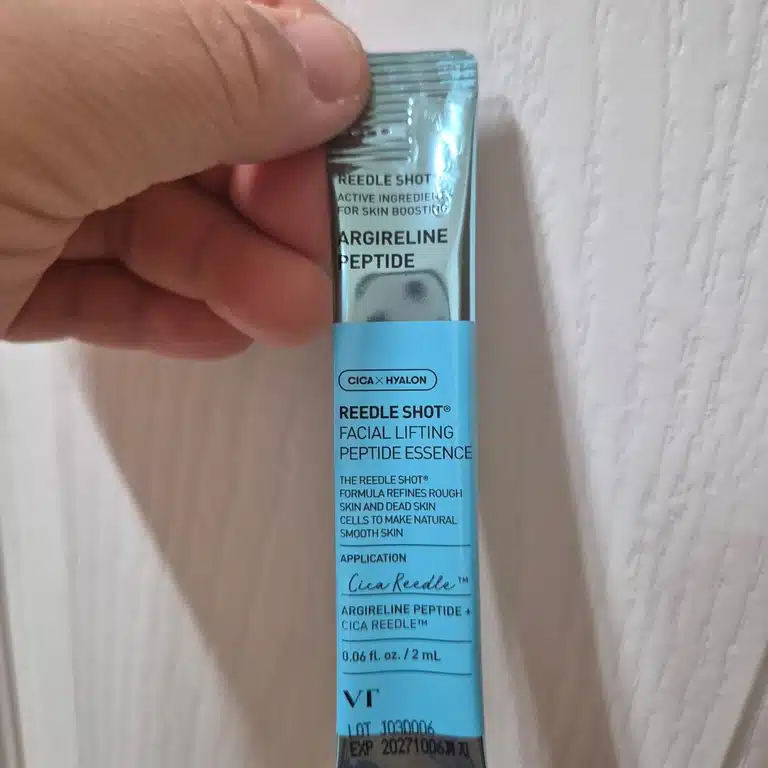 REEDLE SHOT
ACTIVE INGREDIENT
FOR SKIN BOOSTING
ARGIRELINE
PEPTIDE
CICA X HYALON
REEDLE SHOT®
FACIAL LIFTING
PEPTIDE ESSENCE
THE REEDLE SHOT®
FORMULA REFINES ROUGH
SKIN AND DEAD SKIN
CELLS TO MAKE NATURAL
SMOOTH SKIN
APPLICATION
Cica Reedle™
ARGIRELINE PEPTIDE +
CICA REEDLE™
0.06 fl. oz. / 2 mL
VT
LOT J030006
EXP 20271006